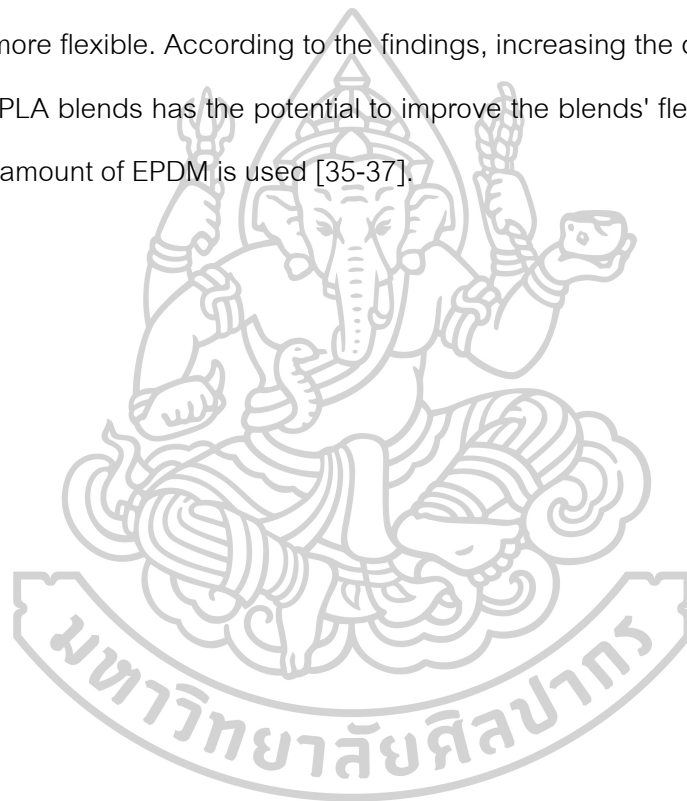 more flexible. According to the findings, increasing the
PLA blends has the potential to improve the blends'
amount of EPDM is used [35-37].
มหาวิทยาลัยศิลปากร